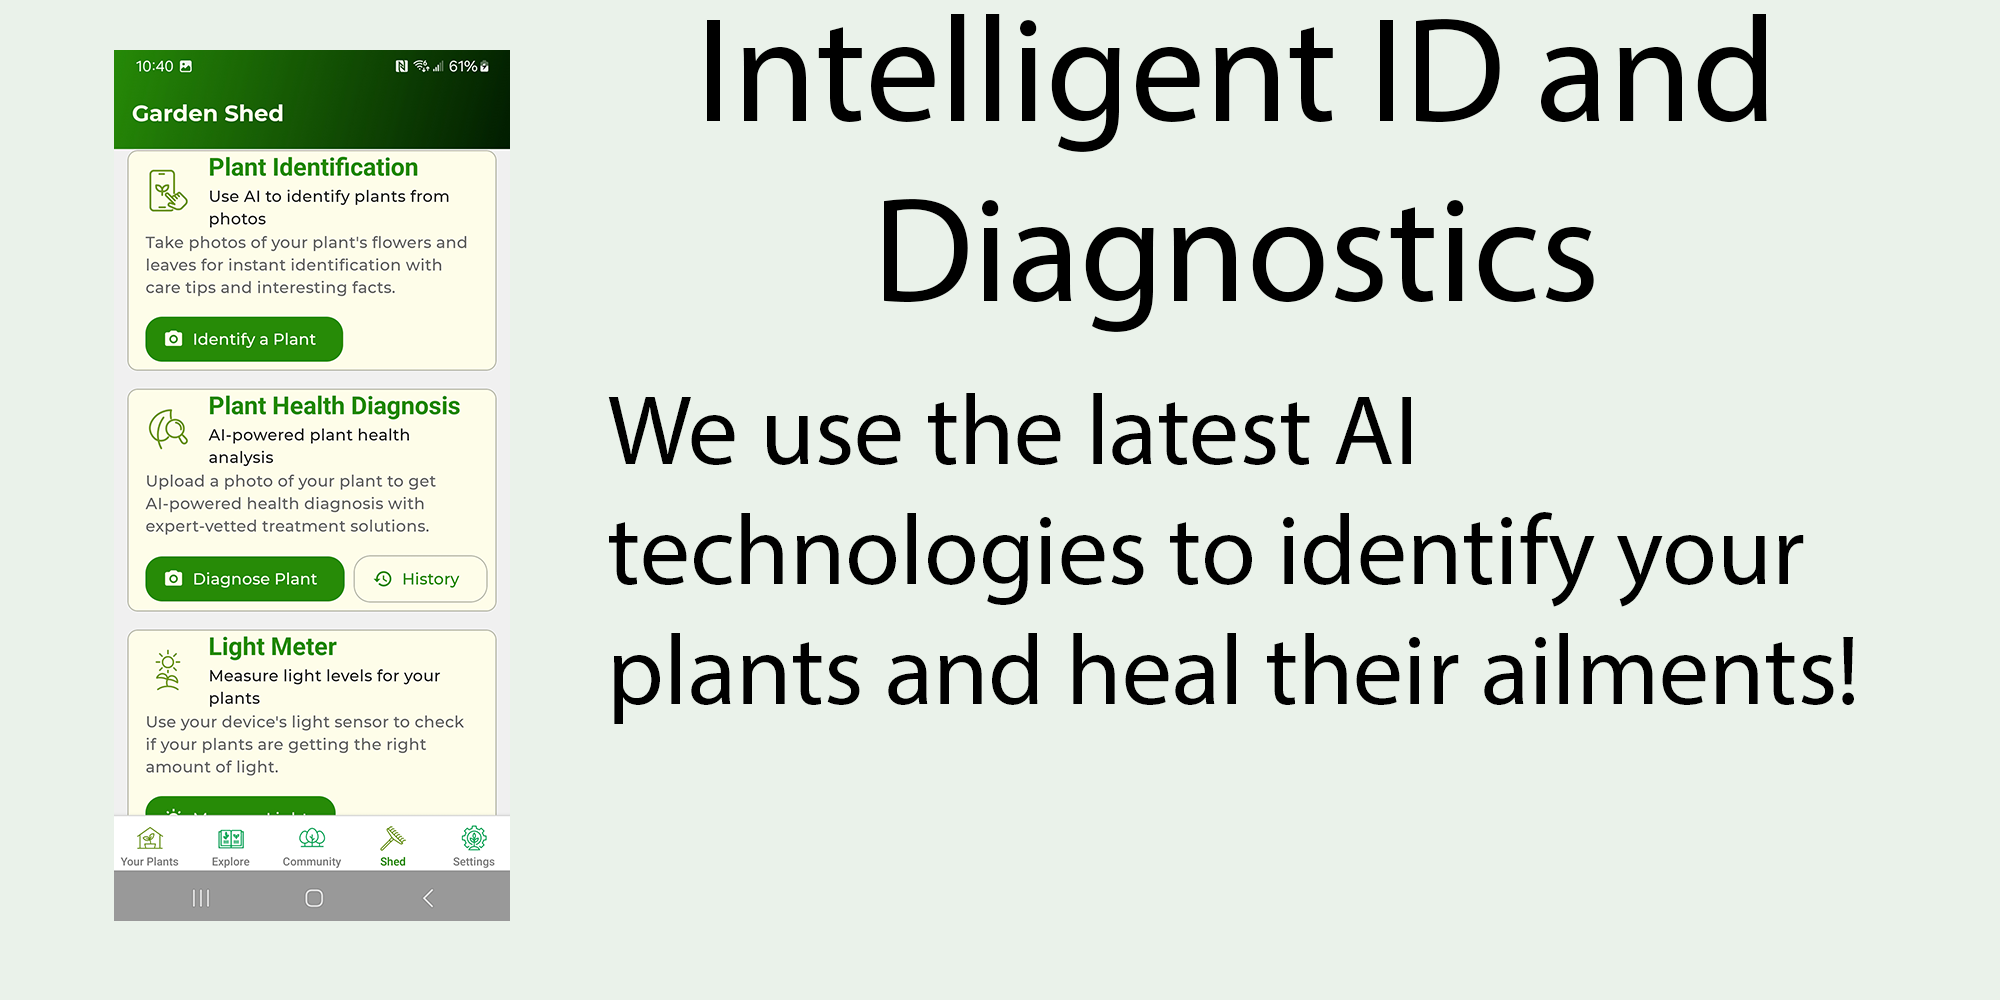 10:40
61%
Garden Shed
Plant Identification
Use AI to identify plants from
photos
Take photos of your plant's flowers and
leaves for instant identification with
care tips and interesting facts.
Identify a Plant
Plant Health Diagnosis
AI-powered plant health
analysis
Upload a photo of your plant to get
AI-powered health diagnosis with
expert-vetted treatment solutions.
Diagnose Plant
History
Light Meter
Measure light levels for your
plants
Use your device's light sensor to check
if your plants are getting the right
amount of light.
Your Plants
Explore
Community
Shed
Settings
Intelligent ID and
Diagnostics
We use the latest AI
technologies to identify your
plants and heal their ailments!